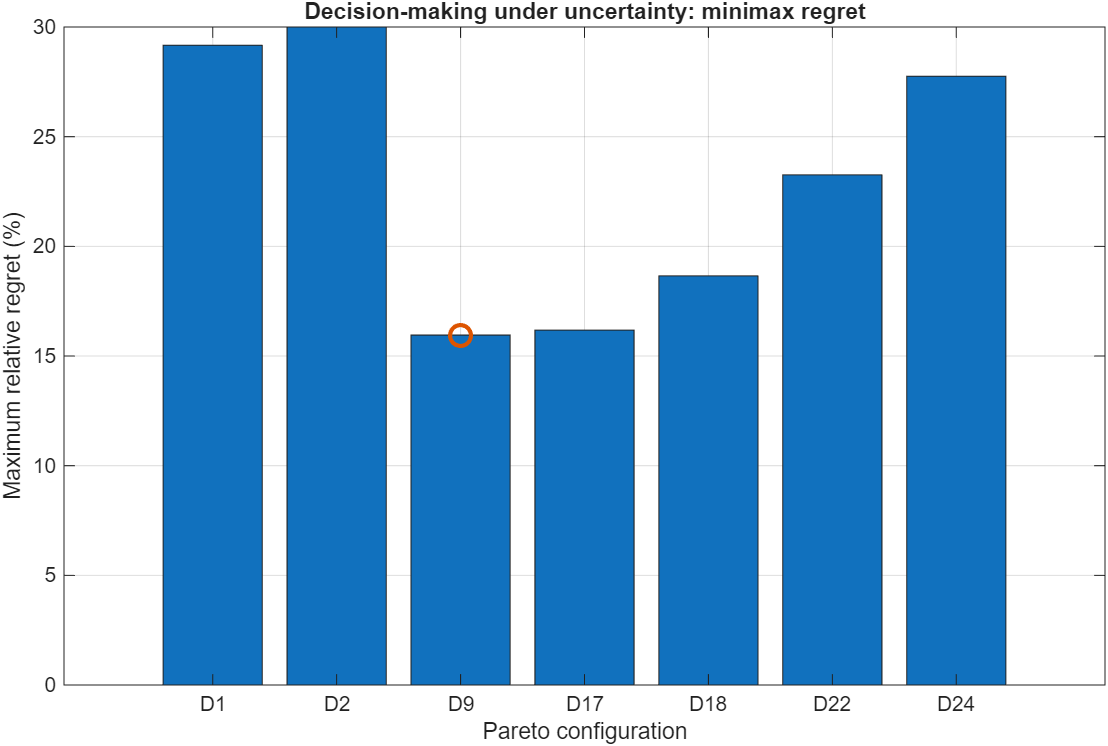 Decision-making under uncertainty: minimax regret
Maximum relative regret (%)
30
25
20
15
10
5
0
D1 D2 D9 D17 D18 D22 D24
Pareto configuration